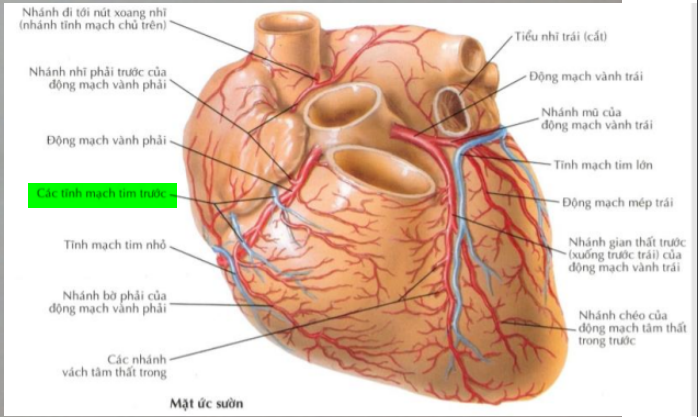 Nhánh đi tới nút xoang nhĩ
(nhánh tĩnh mạch chủ trên)
Nhánh nhĩ phải trước của
động mạch vành phải
Động mạch vành phải
Các tĩnh mạch tim trước
Tĩnh mạch tim nhỏ
Nhánh bờ phải của
động mạch vành phải
Các nhánh
vách tâm thất trong
Tiểu nhĩ trái (cắt)
Động mạch vành trái
Nhánh mũ của
động mạch vành trái
Tĩnh mạch tim lớn
Động mạch mép trái
Nhánh gian thất trước
(xuống trước trái) của
động mạch vành trái
Nhánh chéo của
động mạch tâm thất
trong trước
Mặt ức sườn